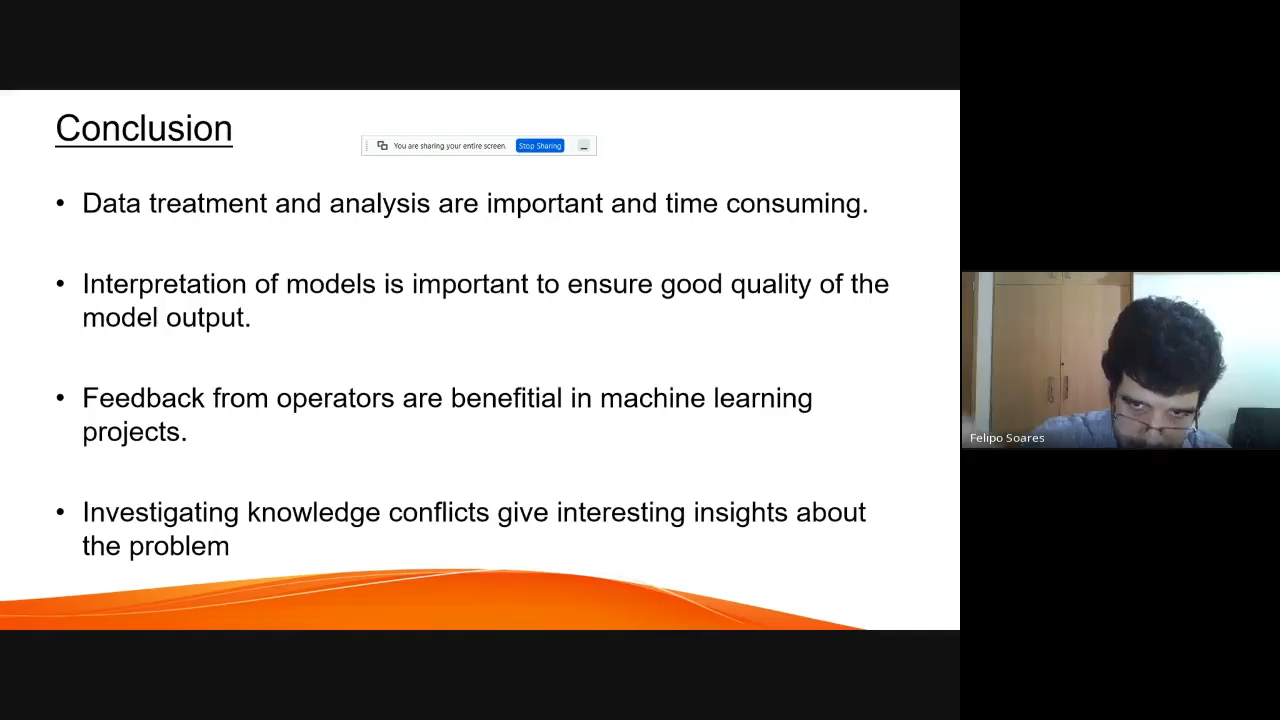 Conclusion
You are sharing your entire screen.
Stop Sharing
• Data treatment and analysis are important and time consuming.
• Interpretation of models is important to ensure good quality of the
model output.
• Feedback from operators are benefitial in machine learning
projects.
• Investigating knowledge conflicts give interesting insights about
the problem
Felipo Soares